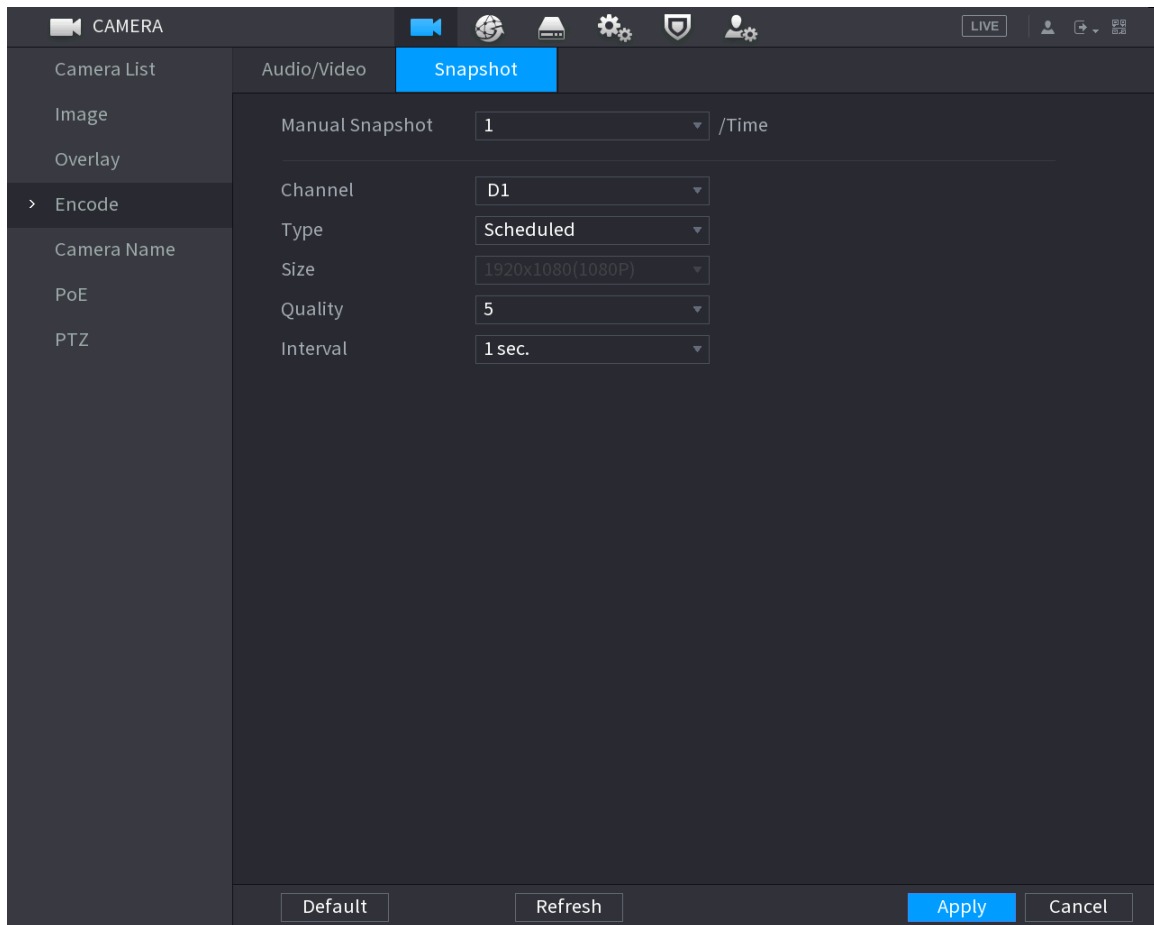 CAMERA
LIVE
Camera List
Image
Overlay
> Encode
Camera Name
PoE
PTZ
Audio/Video Snapshot
Manual Snapshot 1 /Time
Channel D1
Type Scheduled
Size 1920x1080(1080P)
Quality 5
Interval 1 sec.
Default Refresh Apply Cancel